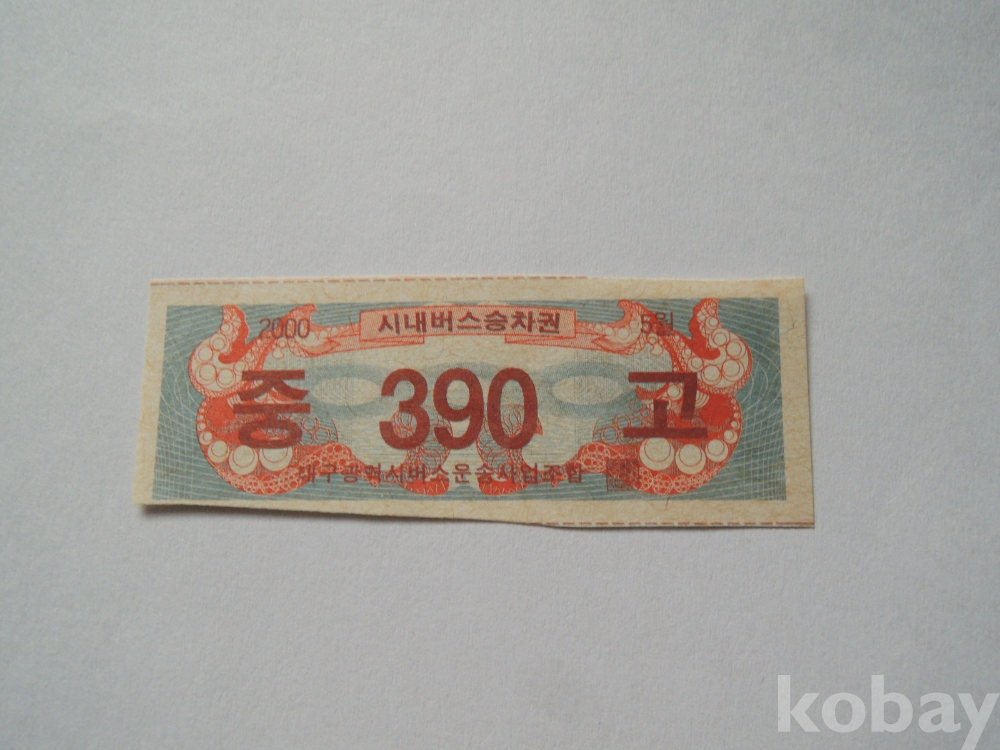 2000 시내버스승차권 5월
중 390 고
대구광역시버스운송사업조합
kobay